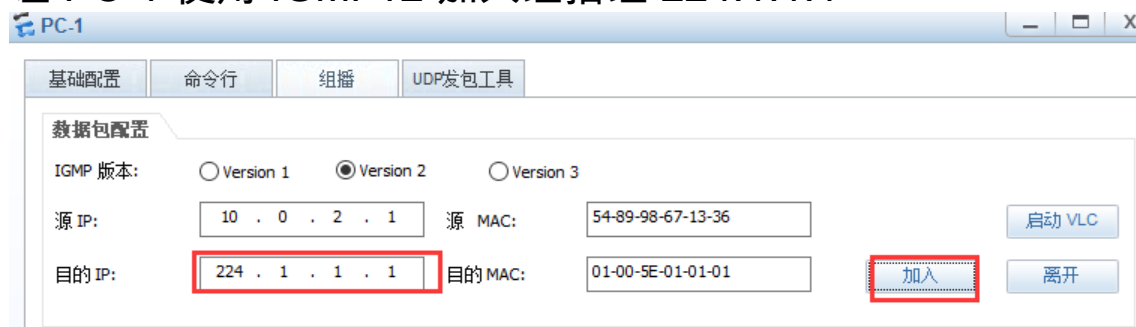 PC-1
基础配置 命令行 组播 UDP发包工具
数据包配置
IGMP 版本: Version 1 Version 2 Version 3
源 IP: 10 . 0 . 2 . 1 源 MAC: 54-89-98-67-13-36 启动 VLC
目的 IP: 224 . 1 . 1 . 1 目的 MAC: 01-00-5E-01-01-01 加入 离开